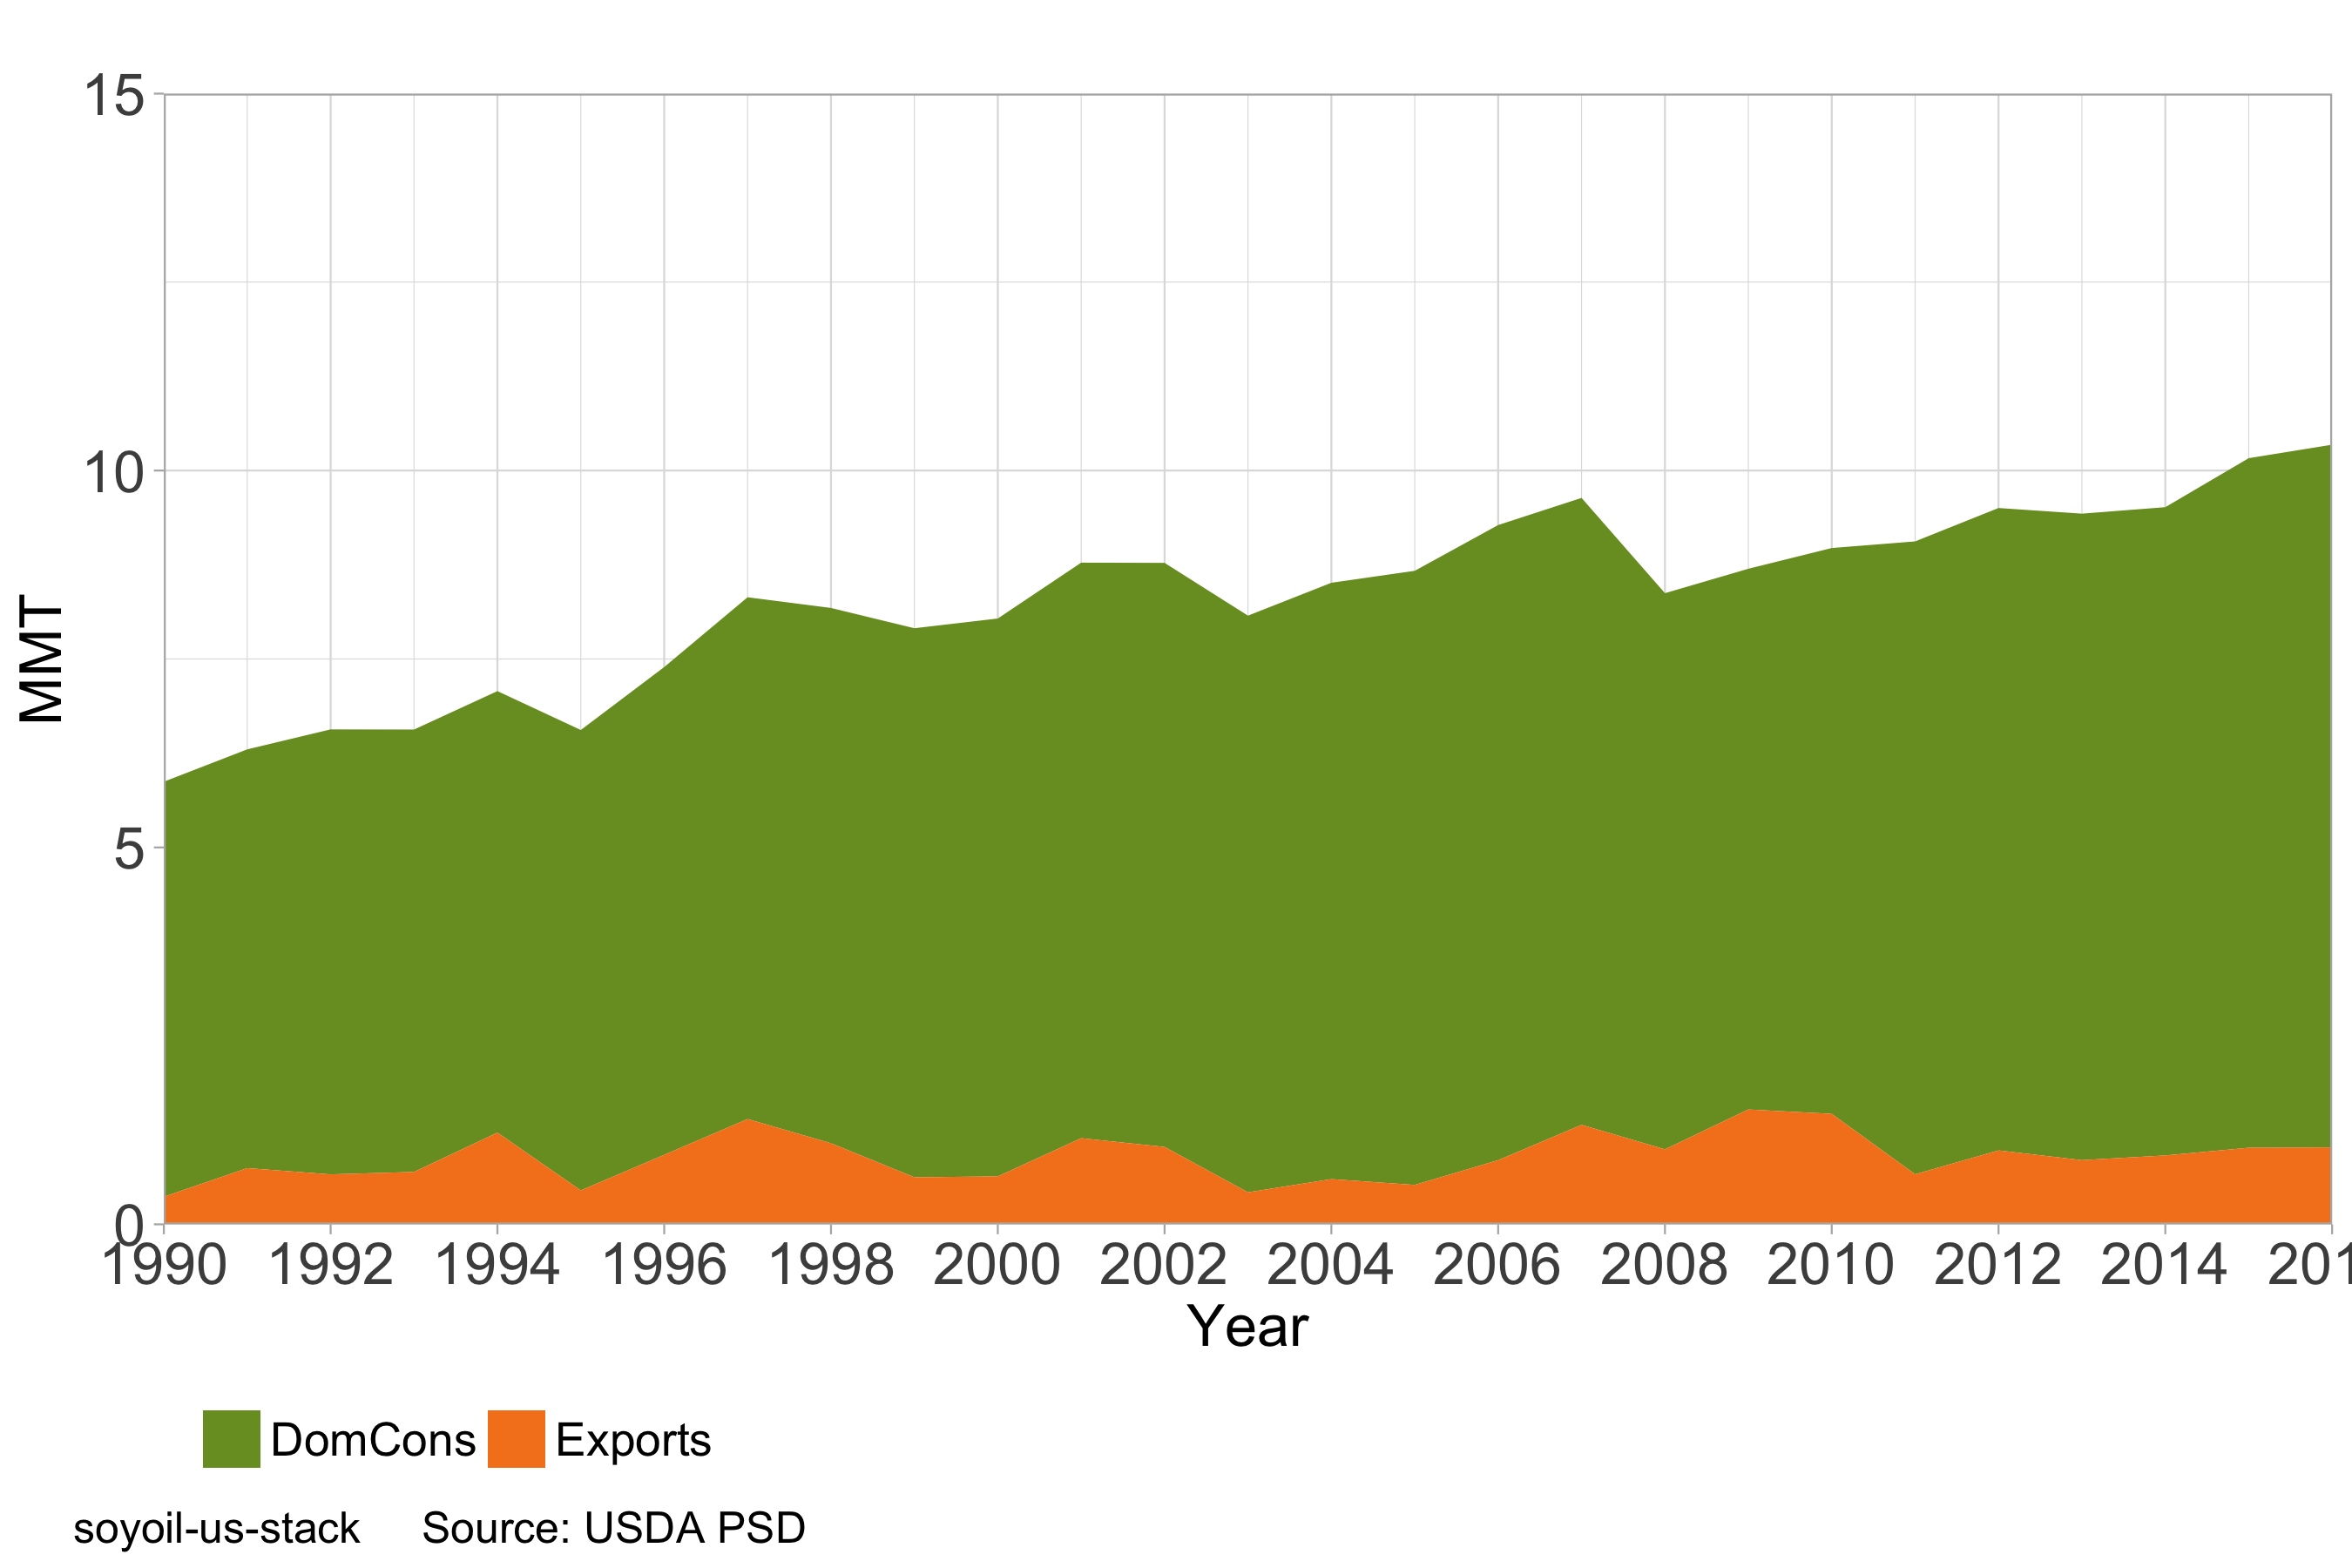 15
10
5
0
MMT
1990 1992 1994 1996 1998 2000 2002 2004 2006 2008 2010 2012 2014 201
Year
DomCons Exports
soyoil-us-stack Source: USDA PSD